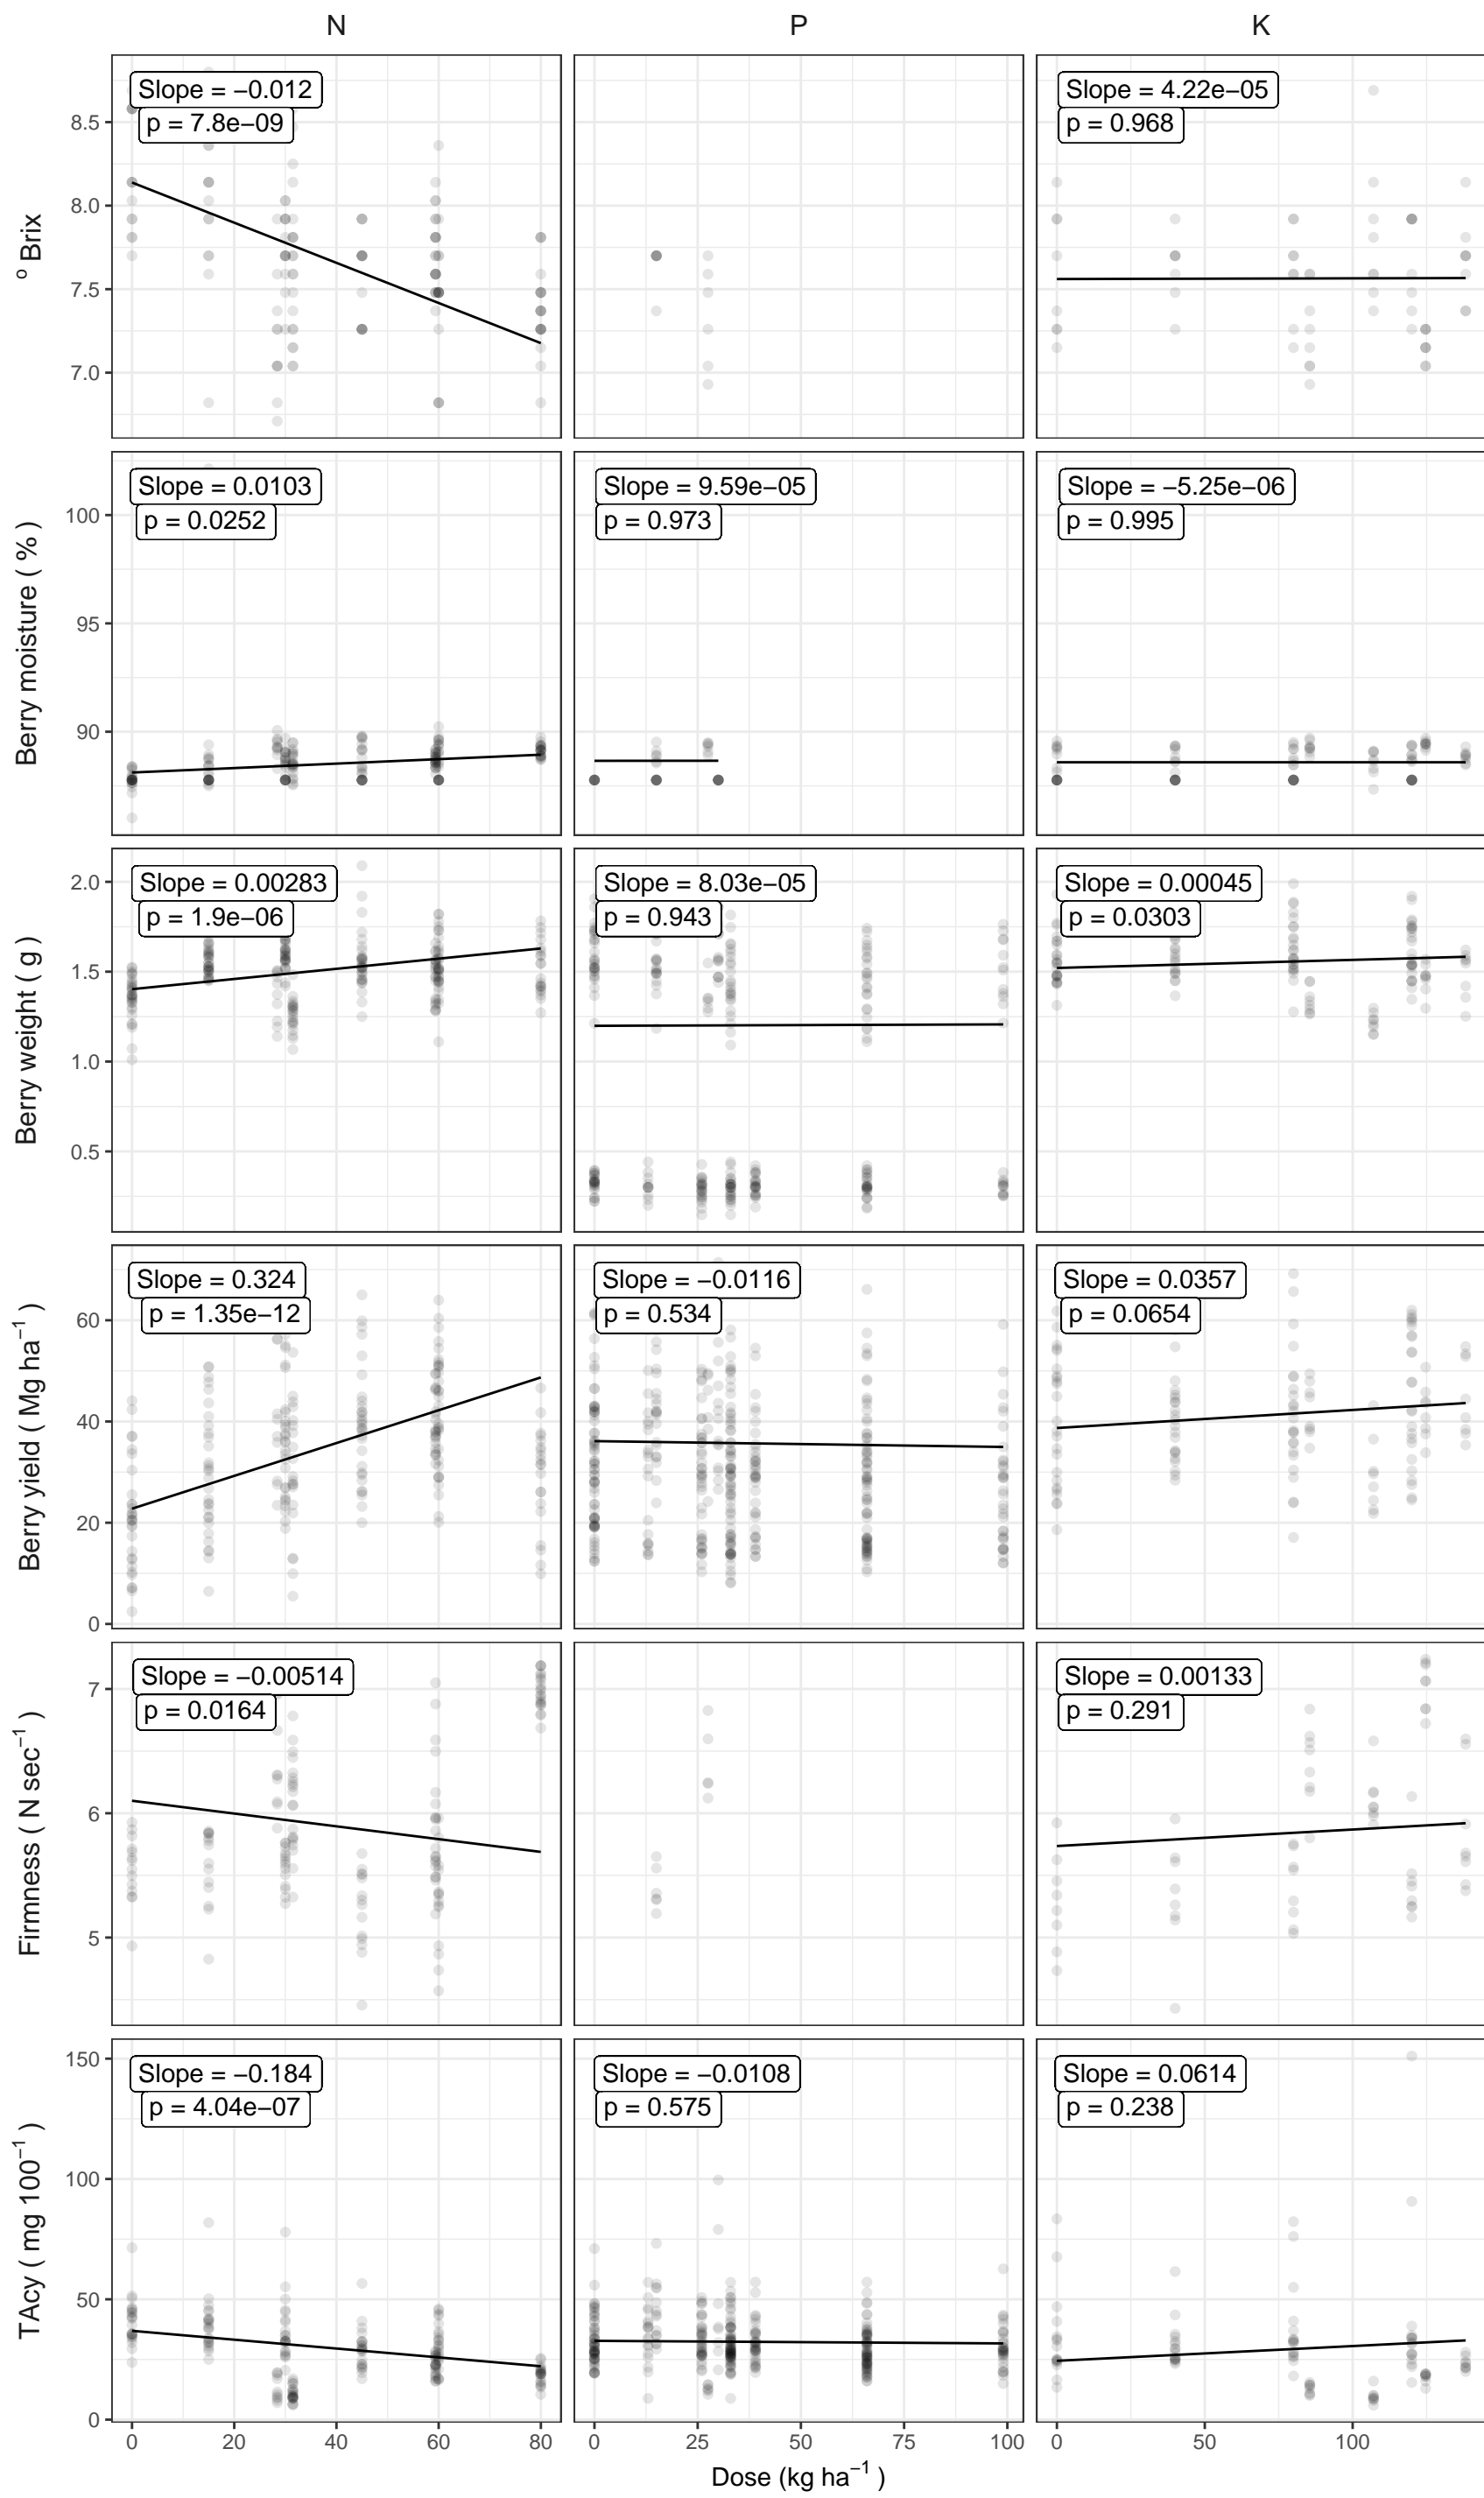 N P K
Slope = −0.012
p = 7.8e−09
Slope = 4.22e−05
p = 0.968
8.5
8.0
7.5
7.0
° Brix
Slope = 0.0103
p = 0.0252
Slope = 9.59e−05
p = 0.973
Slope = −5.25e−06
p = 0.995
100
95
90
Berry moisture ( % )
Slope = 0.00283
p = 1.9e−06
Slope = 8.03e−05
p = 0.943
Slope = 0.00045
p = 0.0303
2.0
1.5
1.0
0.5
Berry weight ( g )
Slope = 0.324
p = 1.35e−12
Slope = −0.0116
p = 0.534
Slope = 0.0357
p = 0.0654
60
40
20
0
Berry yield ( Mg ha⁻¹ )
Slope = −0.00514
p = 0.0164
Slope = 0.00133
p = 0.291
7
6
5
Firmness ( N sec⁻¹ )
Slope = −0.184
p = 4.04e−07
Slope = −0.0108
p = 0.575
Slope = 0.0614
p = 0.238
150
100
50
0
TAcy ( mg 100⁻¹ )
0 20 40 60 80 0 25 50 75 100 0 50 100
Dose (kg ha⁻¹ )